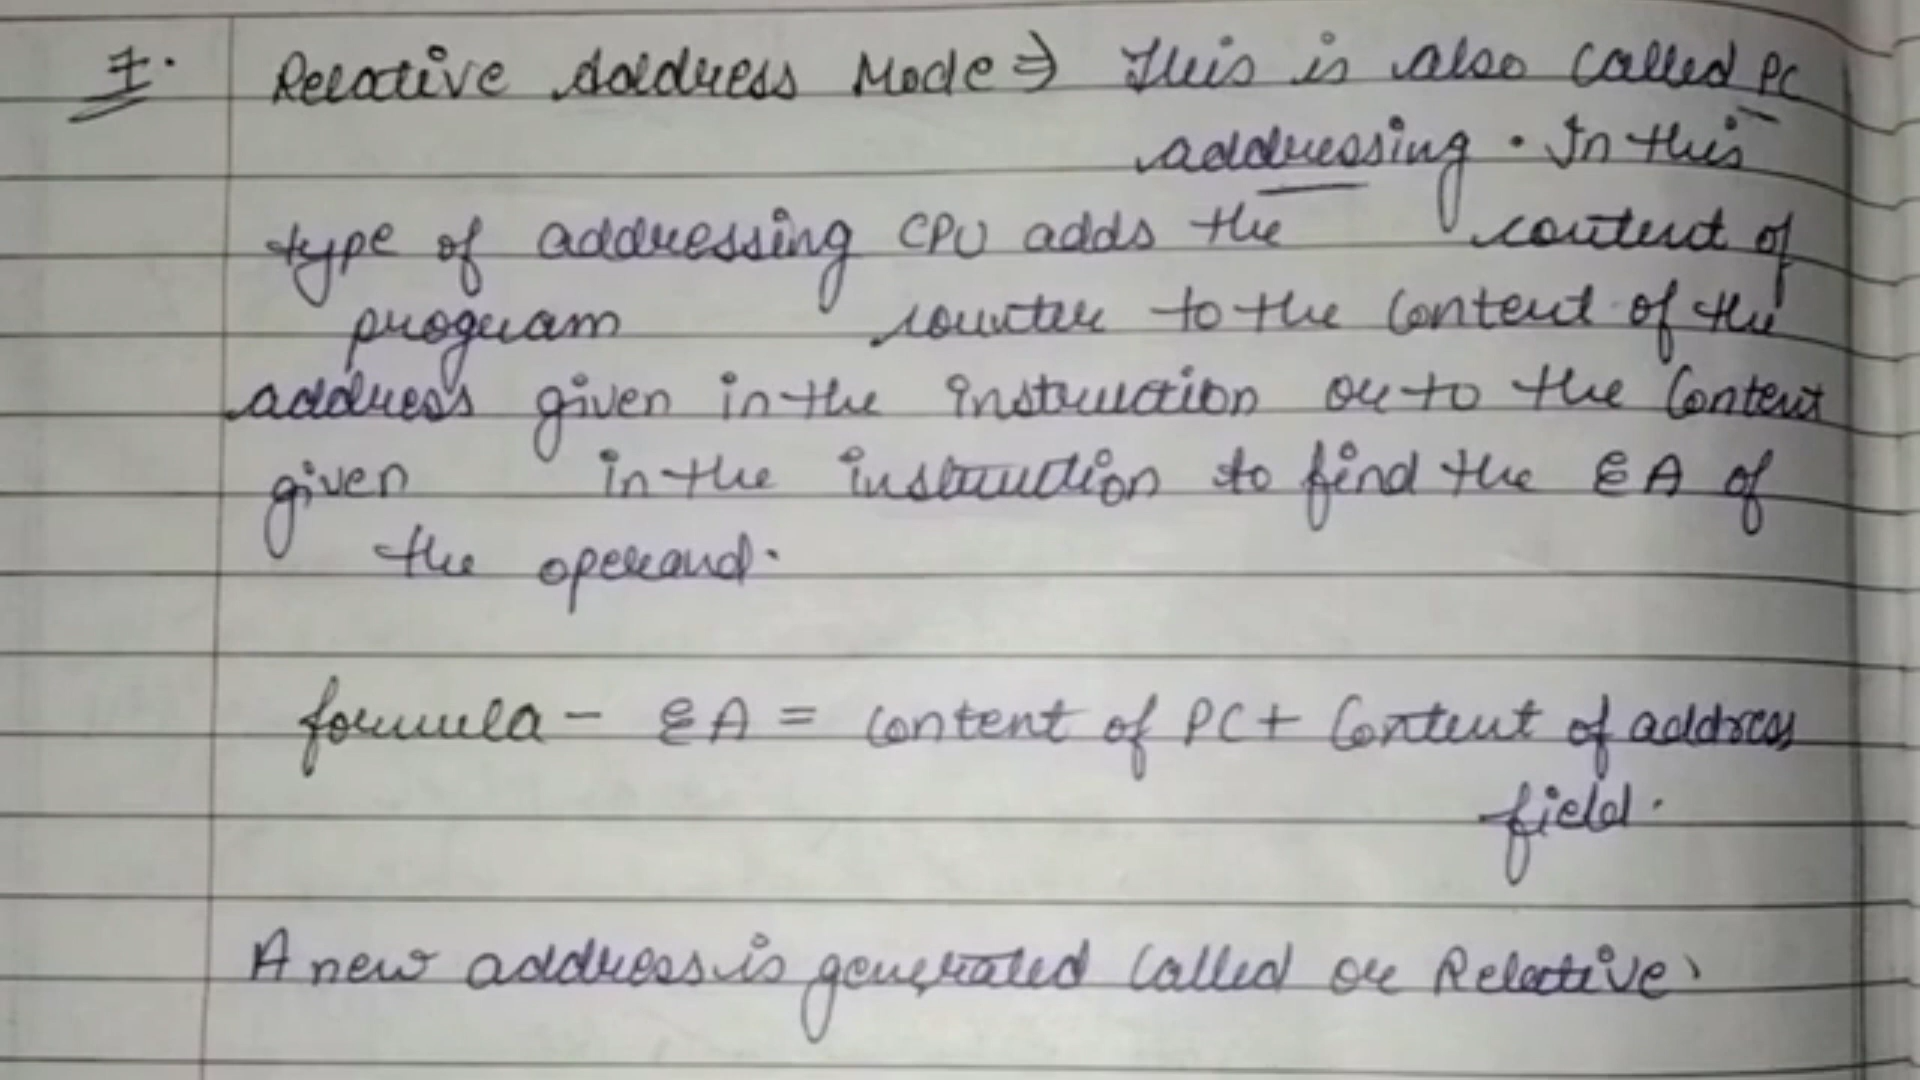 7. Relative Address Mode ⇒ This is also called PC
addressing. In this
type of addressing CPU adds the content of
program counter to the content of the
address given in the instruction or to the content
given in the instruction to find the EA of
the operand.
formula - EA = content of PC + Content of address
field.
A new address is generated called or Relative.